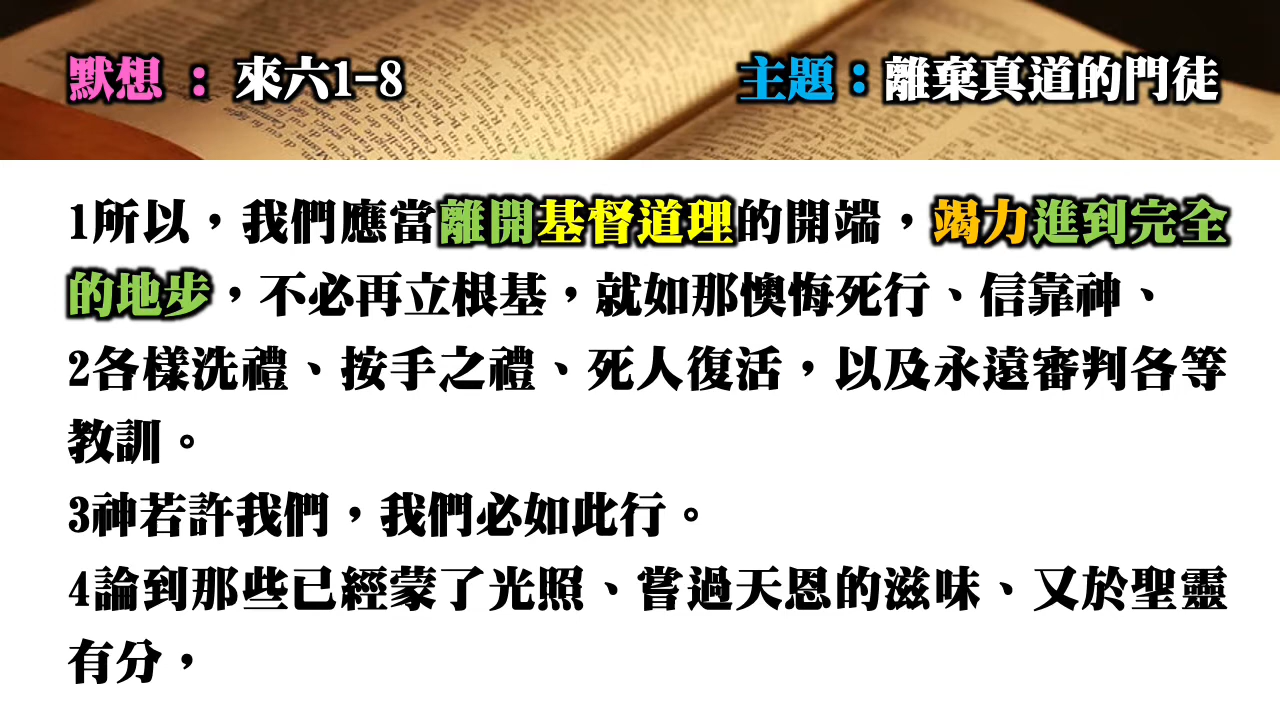 默想 ： 來六1-8 主題：離棄真道的門徒
1所以，我們應當離開基督道理的開端，竭力進到完全
的地步，不必再立根基，就如那懊悔死行、信靠神、
2各樣洗禮、按手之禮、死人復活，以及永遠審判各等
教訓。
3神若許我們，我們必如此行。
4論到那些已經蒙了光照、嘗過天恩的滋味、又於聖靈
有分，